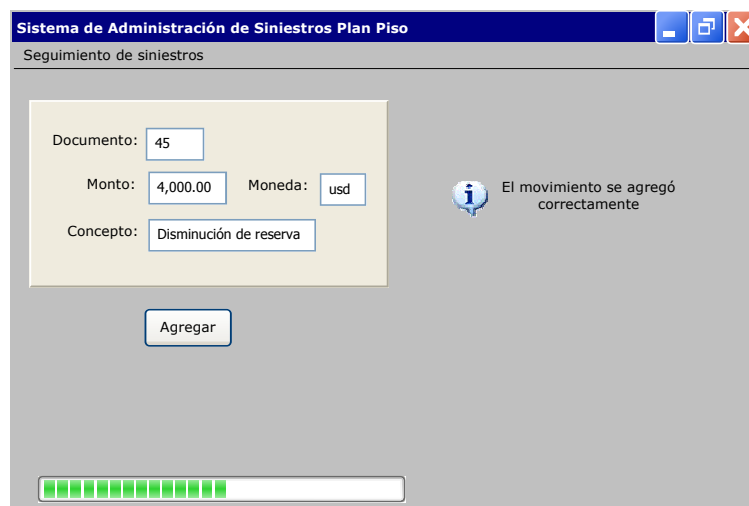 Sistema de Administración de Siniestros Plan Piso
Seguimiento de siniestros
Documento: 45
Monto: 4,000.00 Moneda: usd
El movimiento se agregó
correctamente
Concepto: Disminución de reserva
Agregar